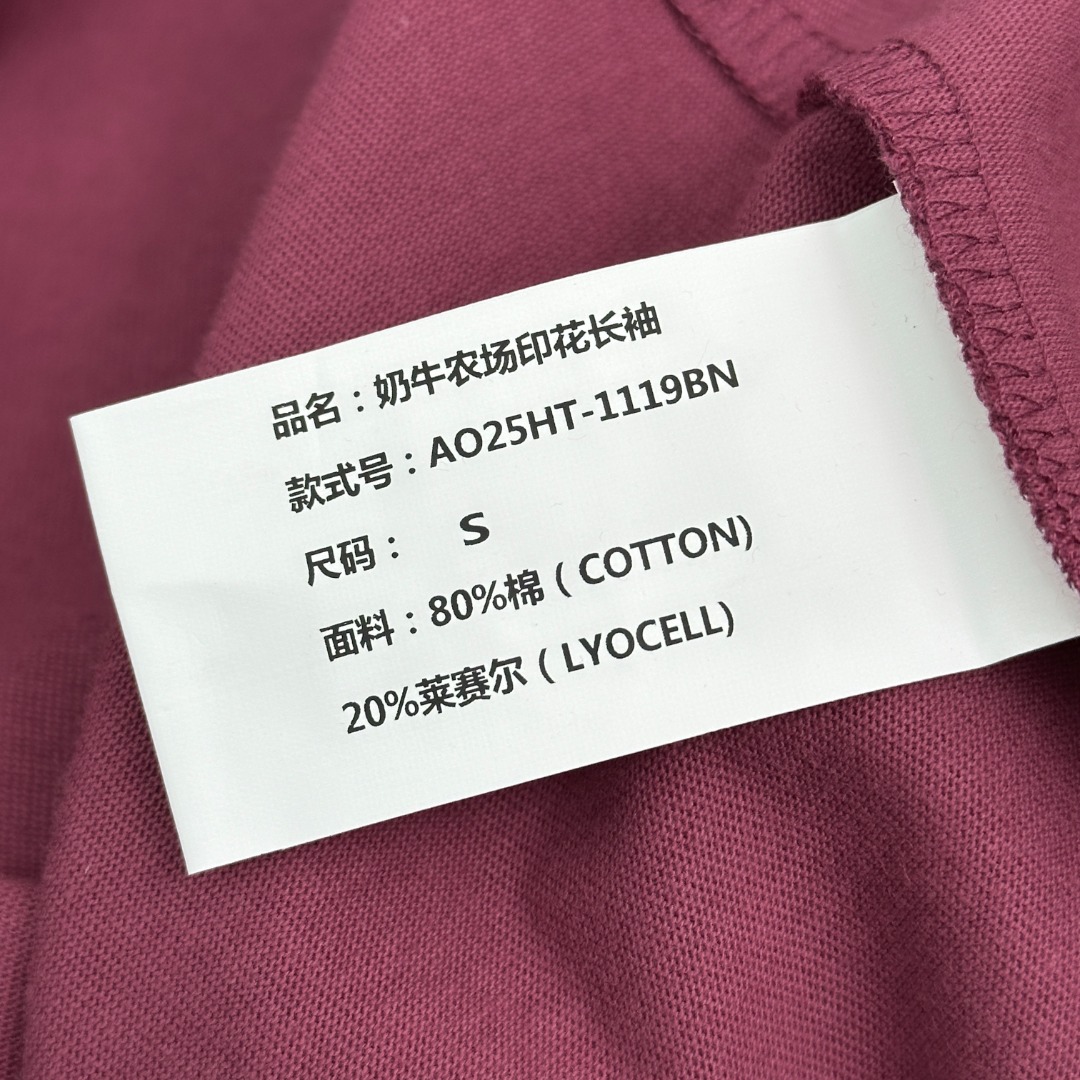 品名：奶牛农场印花长袖
款式号：AO25HT-1119BN
尺码： S
面料：80%棉（COTTON)
20%莱赛尔（LYOCELL)